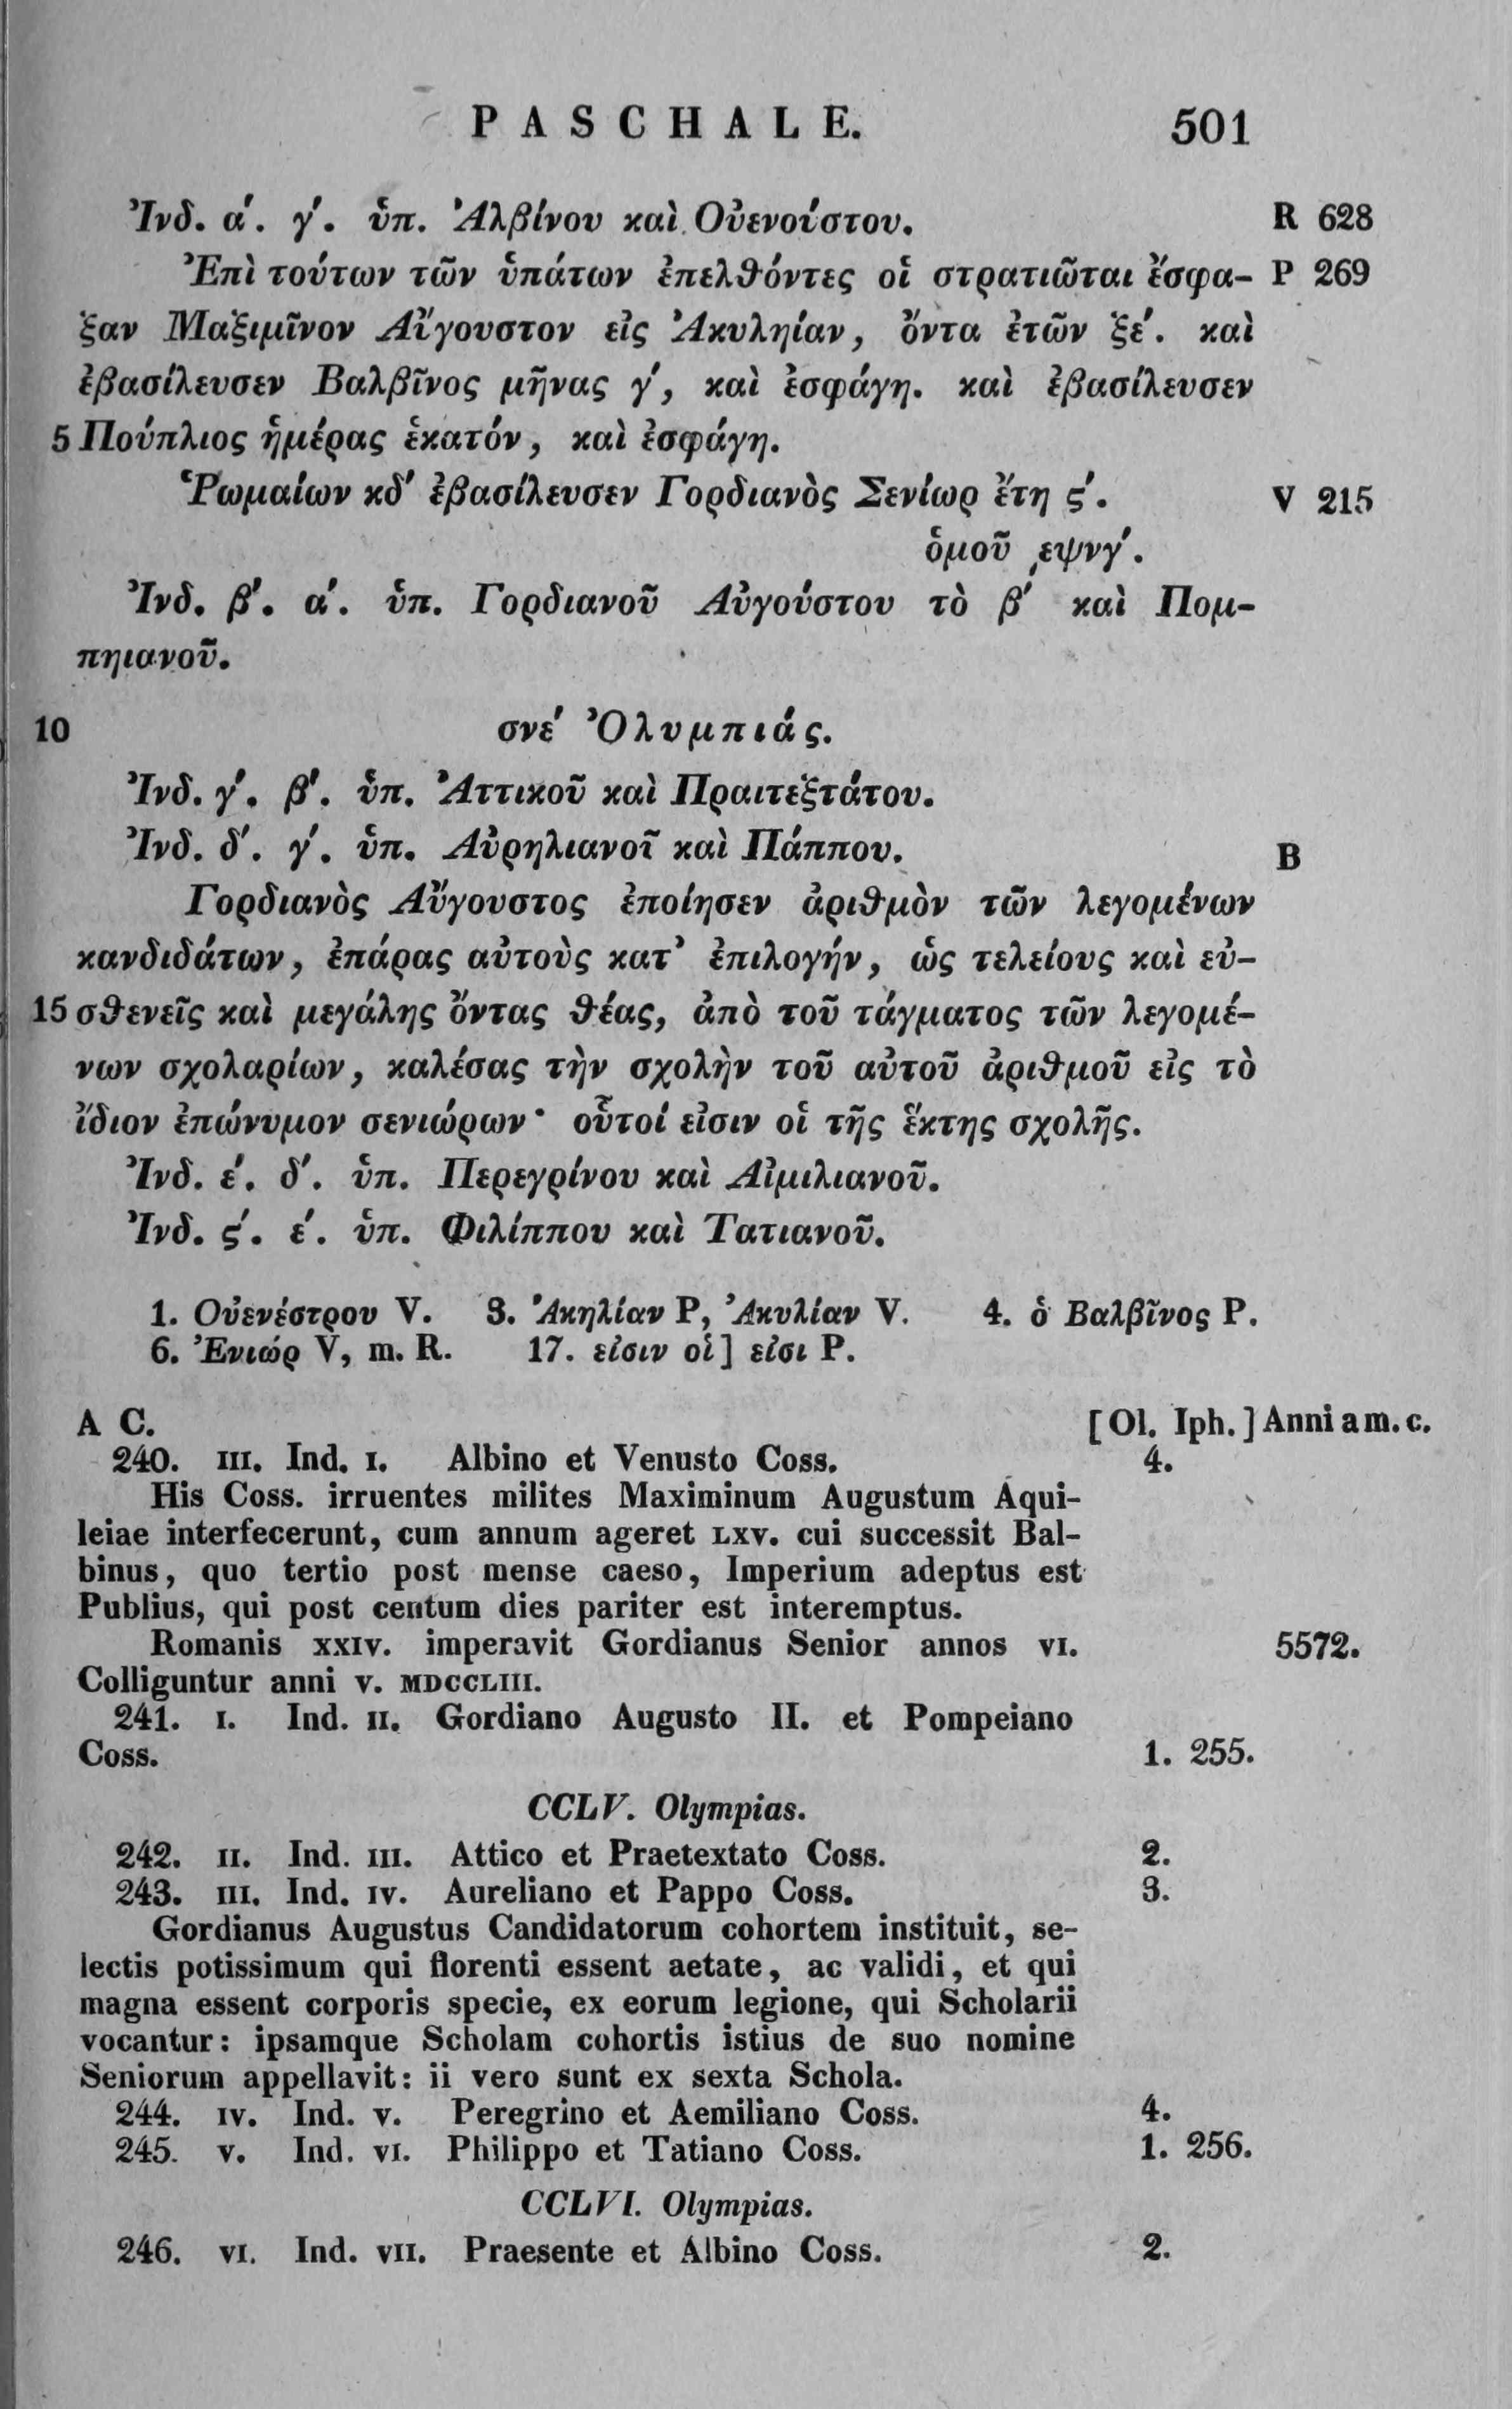 PASCHALE. 501
Ἰνδ. α΄. γ΄. ὑπ. Ἀλβίνου καὶ Οὐενούστου. R 628
Ἐπὶ τούτων τῶν ὑπάτων ἐπελθόντες οἱ στρατιῶται ἔσφα- P 269
ξαν Μαξιμῖνον Αὔγουστον εἰς Ἀκυληίαν, ὄντα ἐτῶν ξε΄. καὶ
ἐβασίλευσεν Βαλβῖνος μῆνας γ΄, καὶ ἐσφάγη. καὶ ἐβασίλευσεν
5 Πούπλιος ἡμέρας ἑκατόν, καὶ ἐσφάγη.
Ῥωμαίων κδ΄ ἐβασίλευσεν Γορδιανὸς Σενίωρ ἔτη ς΄. V 215
ὁμοῦ ͵εψνγ΄.
Ἰνδ. β΄. α΄. ὑπ. Γορδιανοῦ Αὐγούστου τὸ β΄ καὶ Πομ-
πηιανοῦ.
10 σνε΄ Ὀλυμπιάς.
Ἰνδ. γ΄. β΄. ὑπ. Ἀττικοῦ καὶ Πραιτεξτάτου.
Ἰνδ. δ΄. γ΄. ὑπ. Αὐρηλιανοῦ καὶ Πάππου. B
Γορδιανὸς Αὔγουστος ἐποίησεν ἀριθμὸν τῶν λεγομένων
κανδιδάτων, ἐπάρας αὐτοὺς κατ᾽ ἐπιλογήν, ὡς τελείους καὶ εὐ-
15 σθενεῖς καὶ μεγάλης ὄντας θέας, ἀπὸ τοῦ τάγματος τῶν λεγομέ-
νων σχολαρίων, καλέσας τὴν σχολὴν τοῦ αὐτοῦ ἀριθμοῦ εἰς τὸ
ἴδιον ἐπώνυμον σενιώρων· οὗτοί εἰσιν οἱ τῆς ἕκτης σχολῆς.
Ἰνδ. ε΄. δ΄. ὑπ. Περεγρίνου καὶ Αἰμιλιανοῦ.
Ἰνδ. ς΄. ε΄. ὑπ. Φιλίππου καὶ Τατιανοῦ.
1. Οὐενέστρου V. 3. Ἀκηλίαν P, Ἀκυλίαν V. 4. ὁ Βαλβῖνος P.
6. Ἐνιώρ V, m. R. 17. εἰσιν οἱ] εἰσι P.
A C. [Ol. Iph.] Anni a m. c.
240. III. Ind. I. Albino et Venusto Coss. 4.
His Coss. irruentes milites Maximinum Augustum Aqui-
leiae interfecerunt, cum annum ageret LXV. cui successit Bal-
binus, quo tertio post mense caeso, Imperium adeptus est
Publius, qui post centum dies pariter est interemptus.
Romanis XXIV. imperavit Gordianus Senior annos VI. 5572.
Colliguntur anni V. MDCCLIII.
241. I. Ind. II. Gordiano Augusto II. et Pompeiano
Coss. 1. 255.
CCLV. Olympias.
242. II. Ind. III. Attico et Praetextato Coss. 2.
243. III. Ind. IV. Aureliano et Pappo Coss. 3.
Gordianus Augustus Candidatorum cohortem instituit, se-
lectis potissimum qui florenti essent aetate, ac validi, et qui
magna essent corporis specie, ex eorum legione, qui Scholarii
vocantur: ipsamque Scholam cohortis istius de suo nomine
Seniorum appellavit: ii vero sunt ex sexta Schola.
244. IV. Ind. V. Peregrino et Aemiliano Coss. 4.
245. V. Ind. VI. Philippo et Tatiano Coss. 1. 256.
CCLVI. Olympias.
246. VI. Ind. VII. Praesente et Albino Coss. 2.